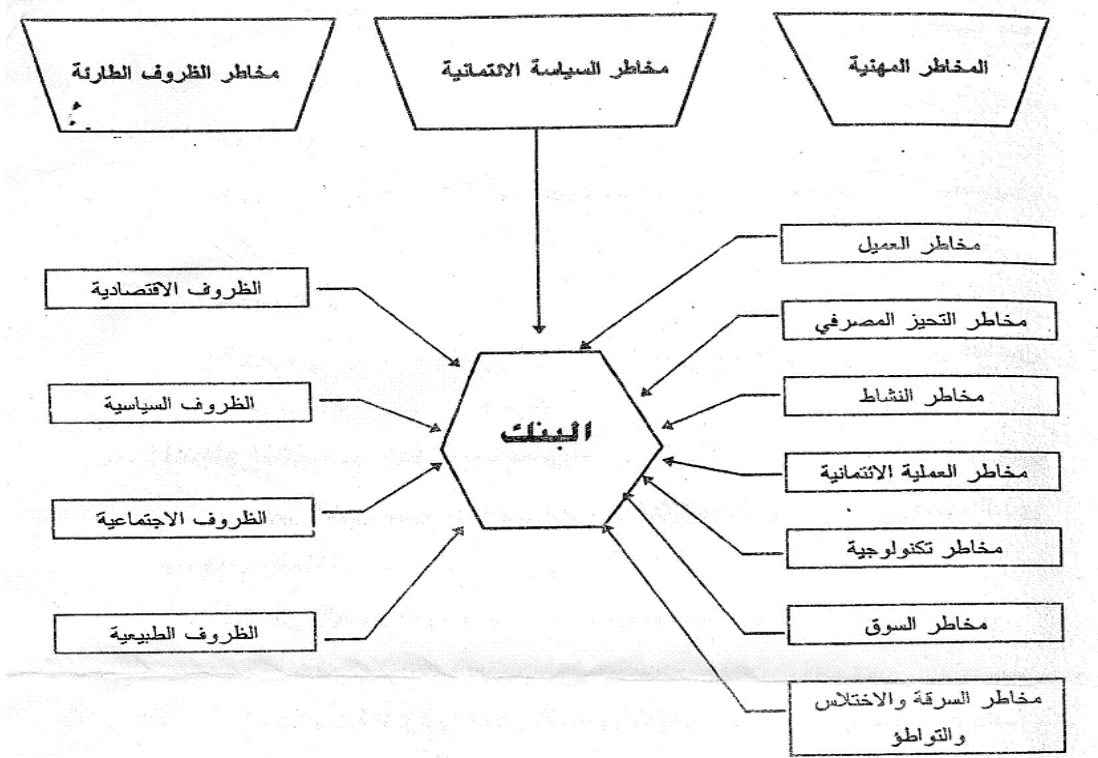 المخاطر المهنية
مخاطر السياسة الائتمانية
مخاطر الظروف الطارئة
مخاطر العميل
مخاطر التحيز المصرفي
مخاطر النشاط
مخاطر العملية الائتمانية
مخاطر تكنولوجية
مخاطر السوق
مخاطر السرقة والاختلاس
والتواطؤ
البنك
الظروف الاقتصادية
الظروف السياسية
الظروف الاجتماعية
الظروف الطبيعية